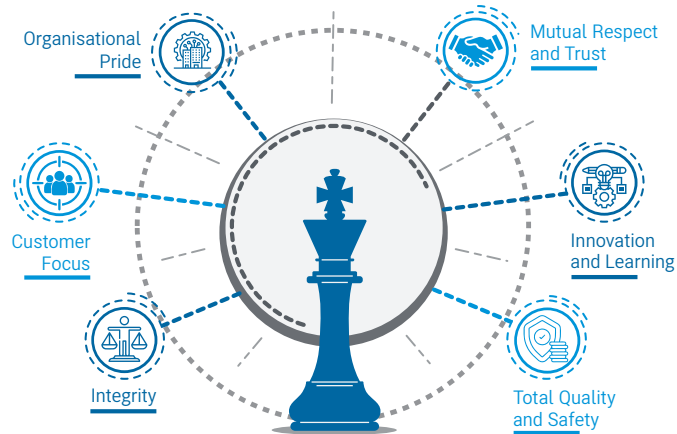 Organisational
Pride
Mutual Respect
and Trust
Customer
Focus
Innovation
and Learning
Integrity
Total Quality
and Safety